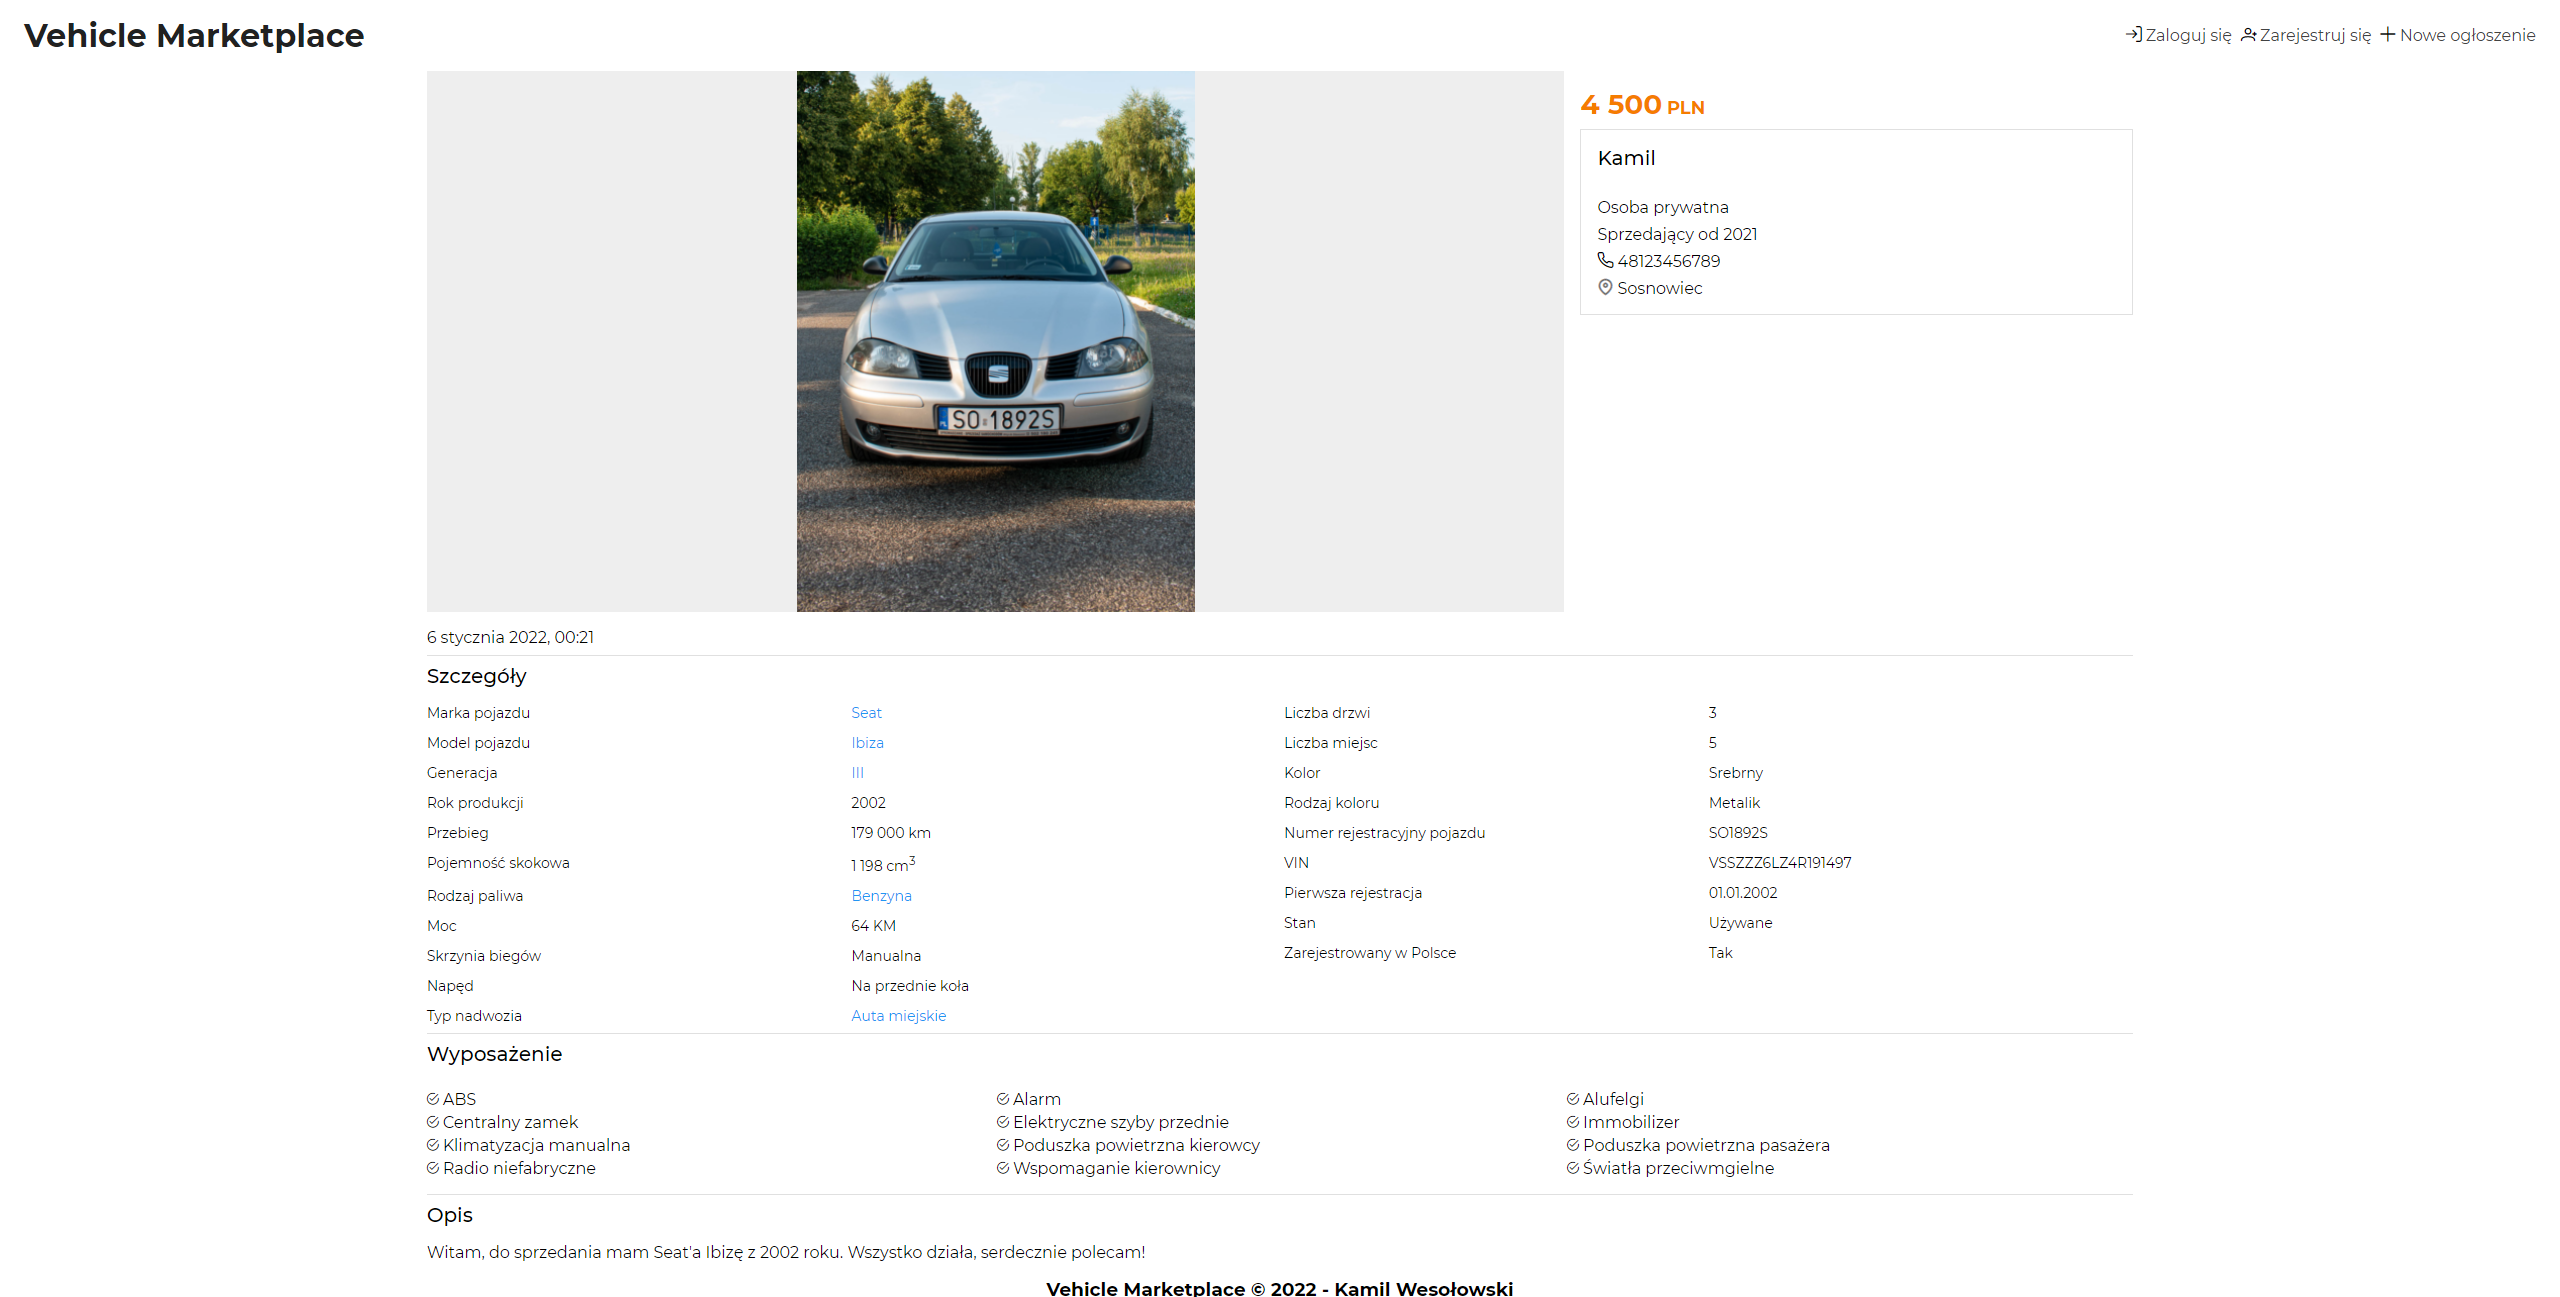 Vehicle Marketplace
Zaloguj się Zarejestruj się Nowe ogłoszenie
4 500 PLN
Kamil
Osoba prywatna
Sprzedający od 2021
48123456789
Sosnowiec
SO 1892S
6 stycznia 2022, 00:21
Szczegóły
Marka pojazdu Seat
Model pojazdu Ibiza
Generacja III
Rok produkcji 2002
Przebieg 179 000 km
Pojemność skokowa 1 198 cm³
Rodzaj paliwa Benzyna
Moc 64 KM
Skrzynia biegów Manualna
Napęd Na przednie koła
Typ nadwozia Auta miejskie
Liczba drzwi 3
Liczba miejsc 5
Kolor Srebrny
Rodzaj koloru Metalik
Numer rejestracyjny pojazdu SO1892S
VIN VSSZZZ6LZ4R191497
Pierwsza rejestracja 01.01.2002
Stan Używane
Zarejestrowany w Polsce Tak
Wyposażenie
ABS Alarm Alufelgi
Centralny zamek Elektryczne szyby przednie Immobilizer
Klimatyzacja manualna Poduszka powietrzna kierowcy Poduszka powietrzna pasażera
Radio niefabryczne Wspomaganie kierownicy Światła przeciwmgielne
Opis
Witam, do sprzedania mam Seat'a Ibizę z 2002 roku. Wszystko działa, serdecznie polecam!
Vehicle Marketplace © 2022 - Kamil Wesołowski